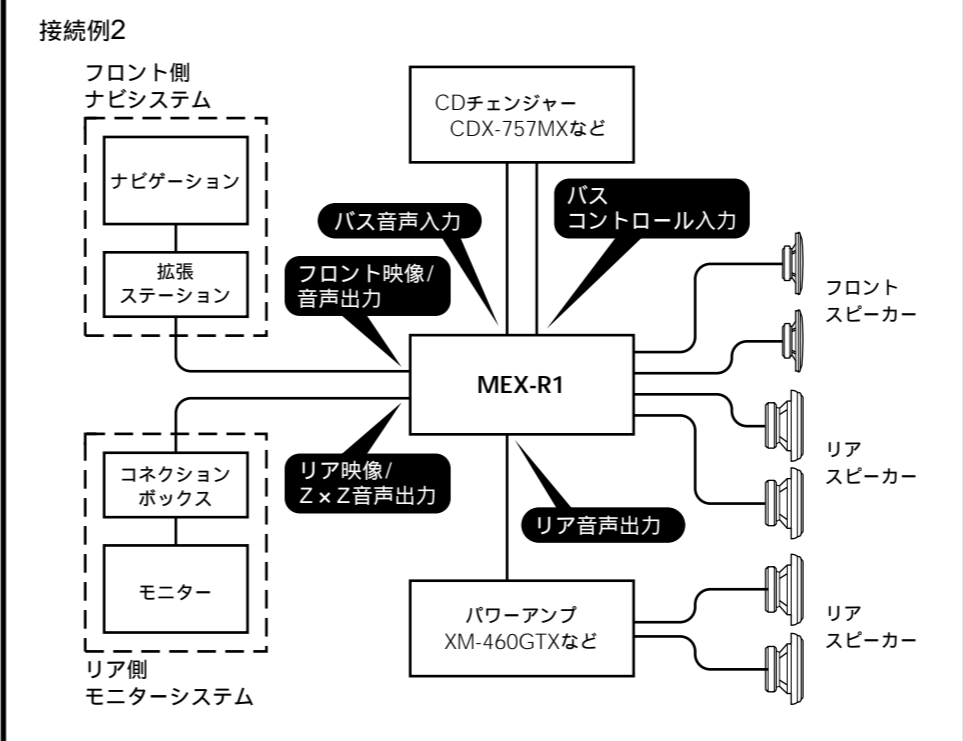 接続例2
フロント側
ナビシステム
ナビゲーション
拡張
ステーション
CDチェンジャー
CDX-757MXなど
バス音声入力
バス
コントロール入力
フロント映像/
音声出力
MEX-R1
フロント
スピーカー
リア
スピーカー
リア映像/
Z×Z音声出力
リア音声出力
コネクション
ボックス
モニター
リア側
モニターシステム
パワーアンプ
XM-460GTXなど
リア
スピーカー